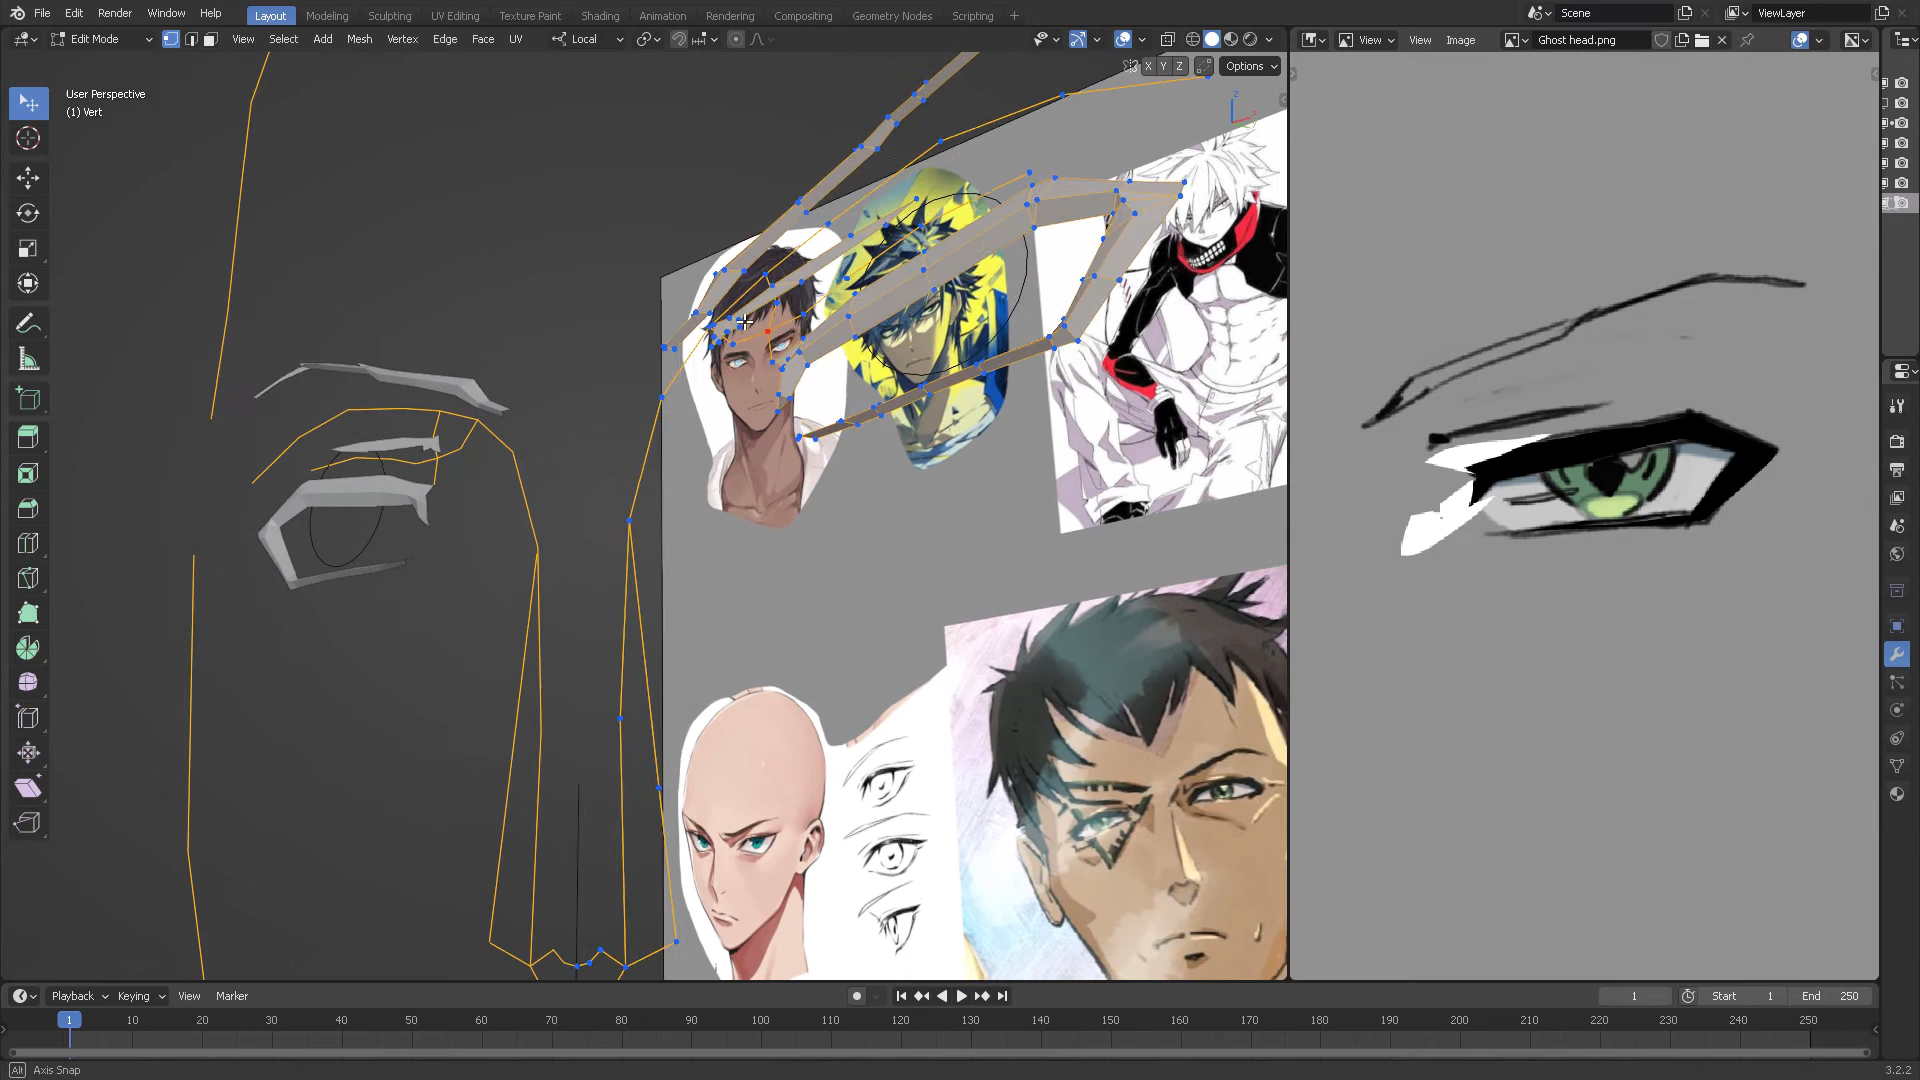 File Edit Render Window Help
Layout Modeling Sculpting UV Editing Texture Paint Shading Animation Rendering Compositing Geometry Nodes Scripting +
Scene
ViewLayer
Edit Mode View Select Add Mesh Vertex Edge Face UV Local
View View Image Ghost head.png
X Y Z Options
User Perspective
(1) Vert
Z
Playback Keying View Marker
1 Start 1 End 250
1 10 20 30 40 50 60 70 80 90 100 110 120 130 140 150 160 170 180 190 200 210 220 230 240 250
Alt Axis Snap
3.2.2